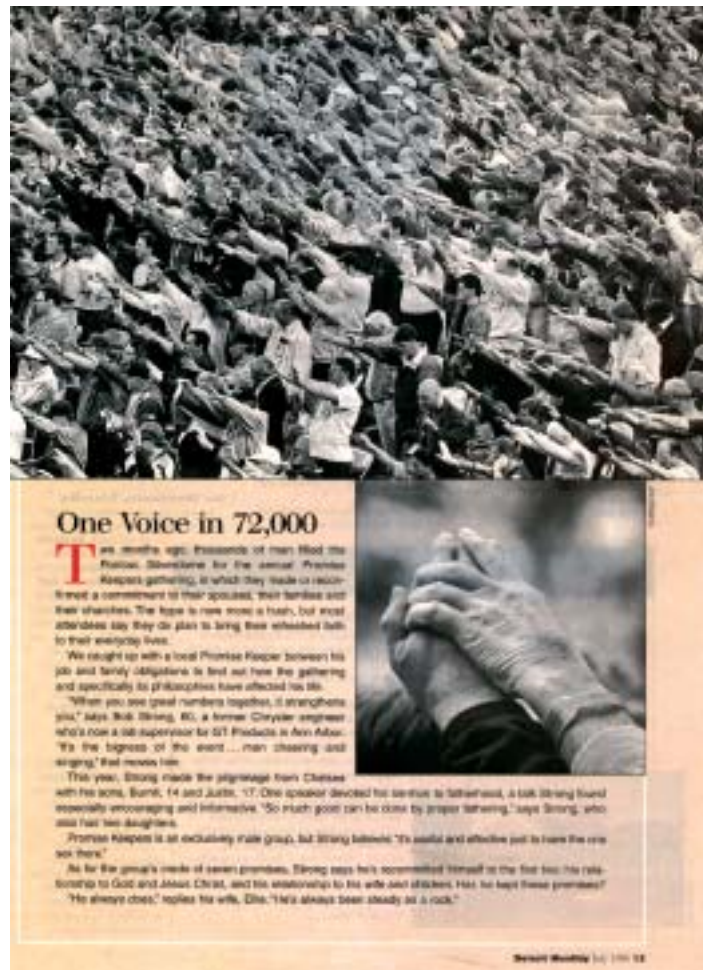 One Voice in 72,000
Two months ago, thousands of men filled the
Pontiac Silverdome for the annual Promise
Keepers gathering, in which they made or recon-
firmed a commitment to their spouses, their families and
their churches. The hype is now more a hush, but most
attendees say they do plan to bring their refreshed faith
to their everyday lives.
We caught up with a local Promise Keeper between his
job and family obligations to find out how the gathering
and specifically its philosophies have affected his life.
"When you see great numbers together, it strengthens
you," says Bob Strong, 60, a former Chrysler engineer
who's now a lab supervisor for GT Products in Ann Arbor.
"It's the bigness of the event ... men cheering and
singing," that moves him.
This year, Strong made the pilgrimage from Chelsea
with his sons, 14 and Justin, 17. One speaker devoted his sermon to fatherhood, a talk Strong found
especially encouraging and informative. "So much good can be done by proper fathering," says Strong, who
also has two daughters.
Promise Keepers is an exclusively male group, but Strong believes "it's useful and effective just to have the one
sex there."
As for the group's credo of seven promises, Strong says he's recommitted himself to the first two: his rela-
tionship to God and Jesus Christ, and his relationship to his wife and children. Has he kept those promises?
"He always does," replies his wife, "He's always been steady as a rock."
Detroit Monthly July